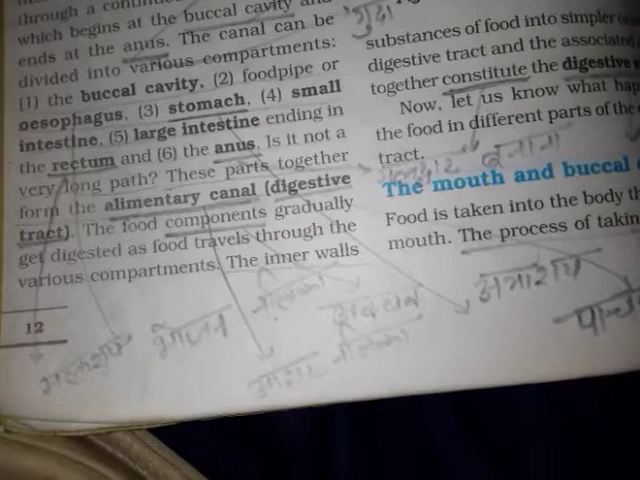 through a
which begins at the buccal cavity and
ends at the anus. The canal can be
divided into various compartments:
(1) the buccal cavity, (2) foodpipe or
oesophagus, (3) stomach, (4) small
intestine, (5) large intestine ending in
the rectum and (6) the anus. Is it not a
very long path? These parts together
form the alimentary canal (digestive
tract). The food components gradually
get digested as food travels through the
various compartments. The inner walls
12
गुदा
substances of food into simpler
digestive tract and the associated
together constitute the digestive
Now, let us know what
the food in different parts of the
tract.
बनाना
The mouth and buccal
Food is taken into the body
mouth. The process of
आमाशय
अवयव